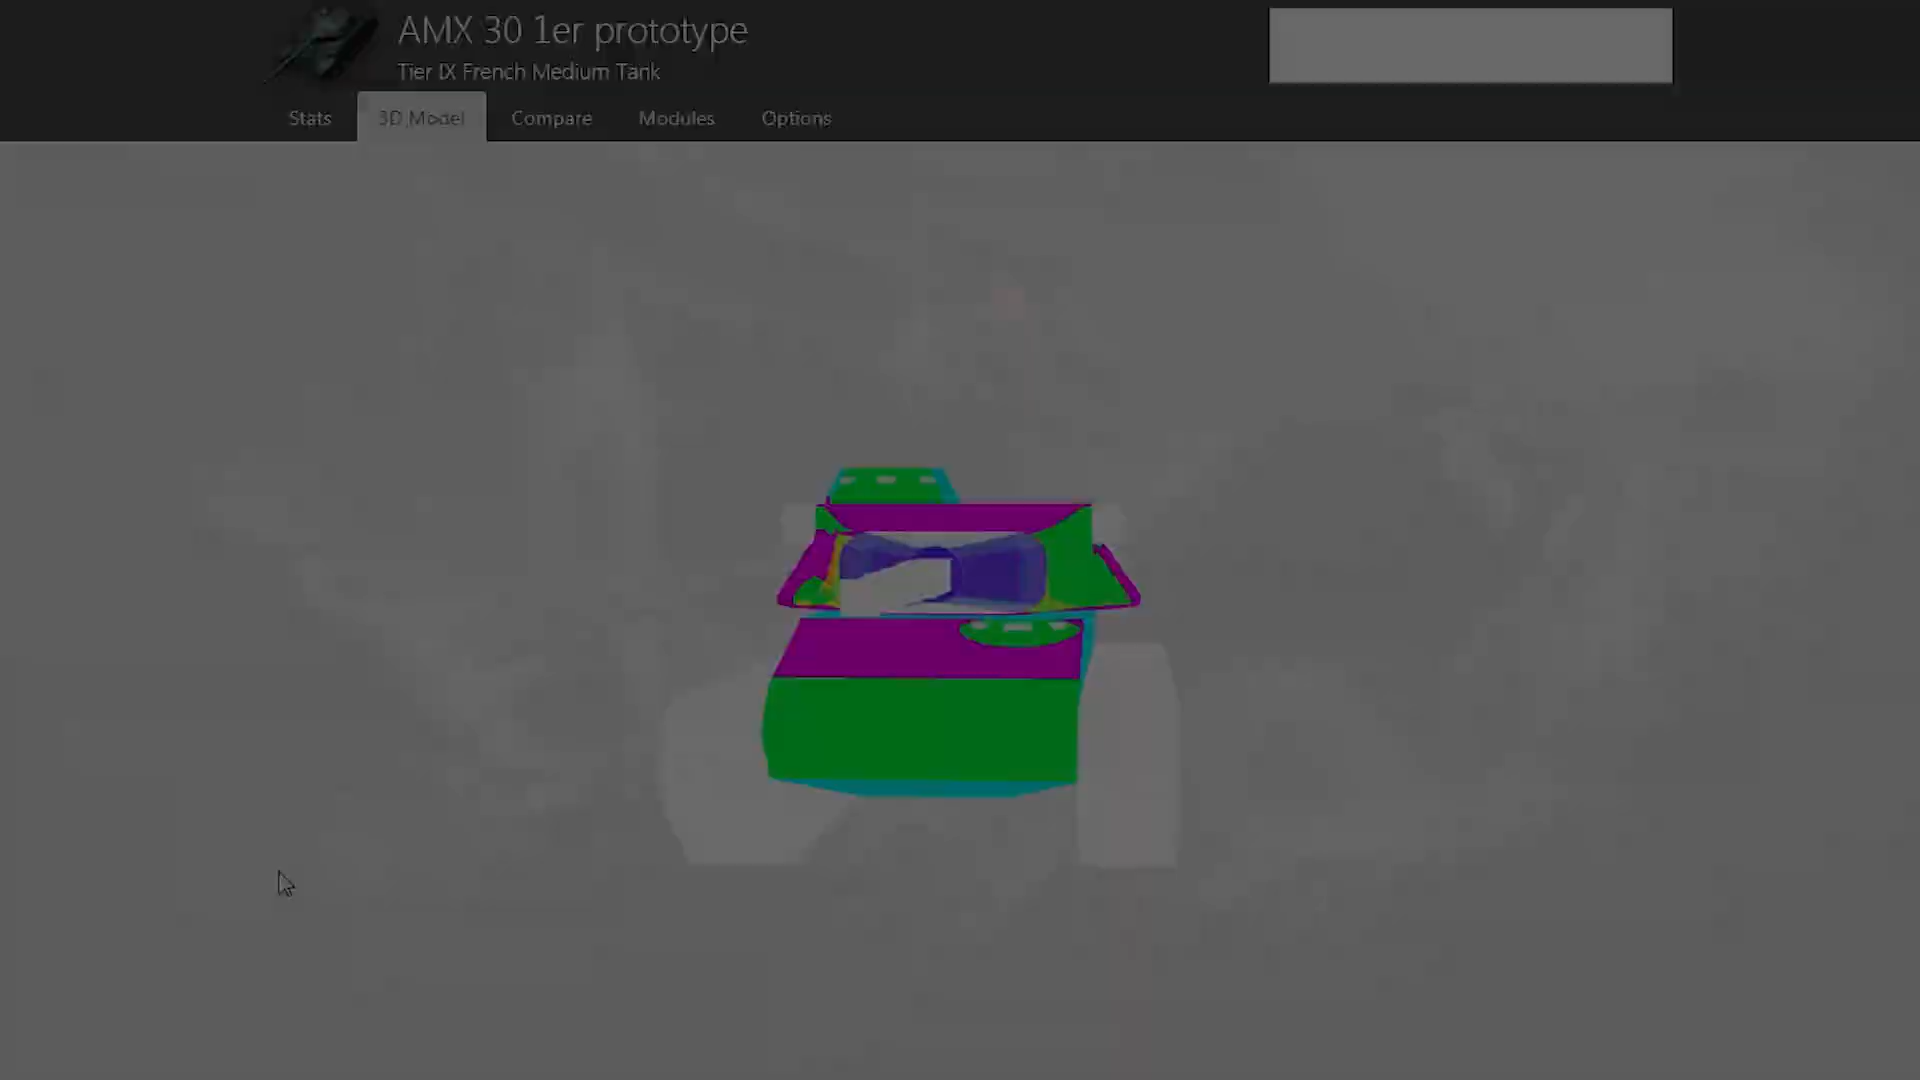 AMX 30 1er prototype
Tier IX French Medium Tank
Stats
3D Model
Compare
Modules
Options